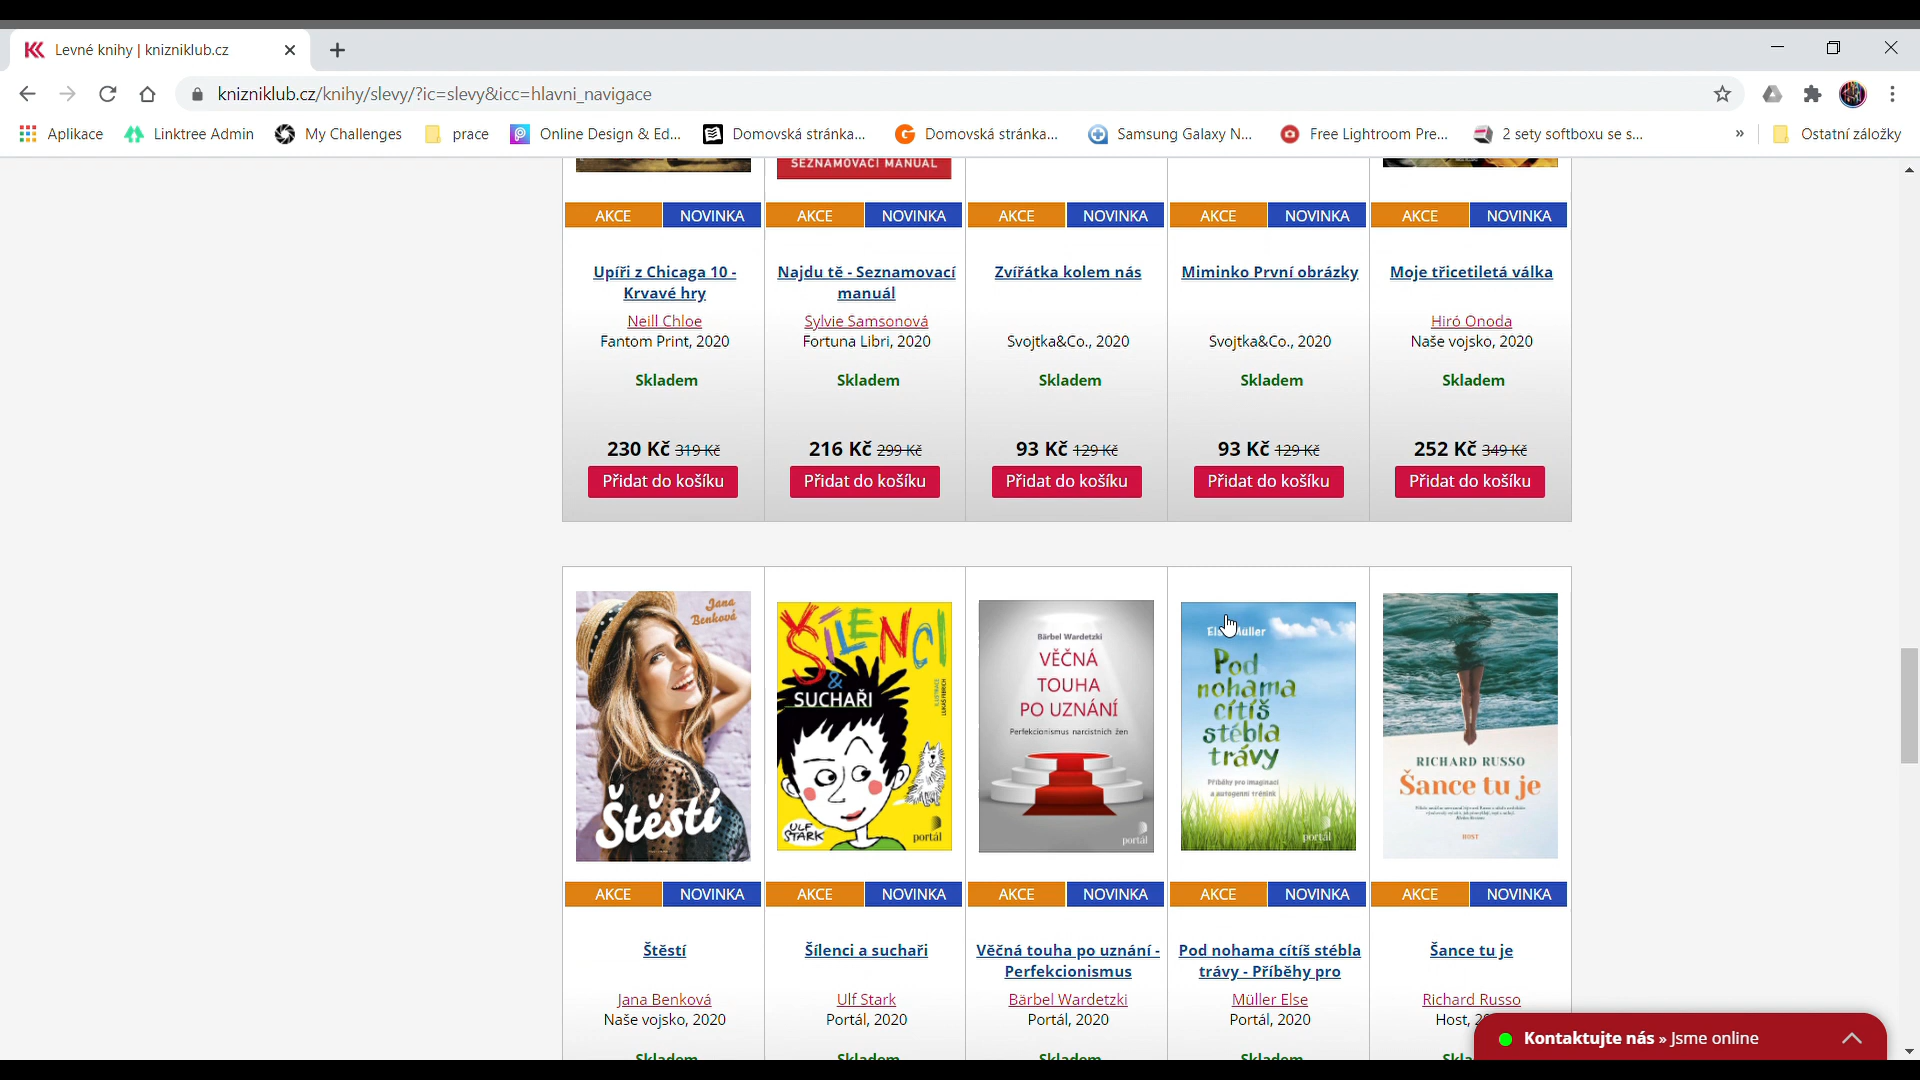 Levné knihy | knizniklub.cz
knizniklub.cz/knihy/slevy/?ic=slevy&icc=hlavni_navigace
Aplikace Linktree Admin My Challenges prace Online Design & Ed... Domovská stránka... Domovská stránka... Samsung Galaxy N... Free Lightroom Pre... 2 sety softboxu se s... » Ostatní záložky
SEZNAMOVACÍ MANUÁL
AKCE NOVINKA AKCE NOVINKA AKCE NOVINKA AKCE NOVINKA AKCE NOVINKA
Upíři z Chicaga 10 -
Krvavé hry
Neill Chloe
Fantom Print, 2020
Skladem
230 Kč 319 Kč
Přidat do košíku
Najdu tě - Seznamovací
manuál
Sylvie Samsonová
Fortuna Libri, 2020
Skladem
216 Kč 299 Kč
Přidat do košíku
Zvířátka kolem nás
Svojtka&Co., 2020
Skladem
93 Kč 129 Kč
Přidat do košíku
Miminko První obrázky
Svojtka&Co., 2020
Skladem
93 Kč 129 Kč
Přidat do košíku
Moje třicetiletá válka
Hiró Onoda
Naše vojsko, 2020
Skladem
252 Kč 349 Kč
Přidat do košíku
Jana
Benková
Štěstí
ŠÍLENCI
&
SUCHAŘI
ULF
STARK
portál
Bärbel Wardetzki
VĚČNÁ
TOUHA
PO UZNÁNÍ
Perfekcionismus narcistních žen
portál
Müller
Pod
nohama
cítíš
stébla
trávy
Příběhy pro imaginaci
a autogenní trénink
portál
RICHARD RUSSO
Šance tu je
HOST
AKCE NOVINKA AKCE NOVINKA AKCE NOVINKA AKCE NOVINKA AKCE NOVINKA
Štěstí
Jana Benková
Naše vojsko, 2020
Skladem
Šílenci a suchaři
Ulf Stark
Portál, 2020
Skladem
Věčná touha po uznání -
Perfekcionismus
Bärbel Wardetzki
Portál, 2020
Skladem
Pod nohama cítíš stébla
trávy - Příběhy pro
Müller Else
Portál, 2020
Skladem
Šance tu je
Richard Russo
Host,
Kontaktujte nás » Jsme online